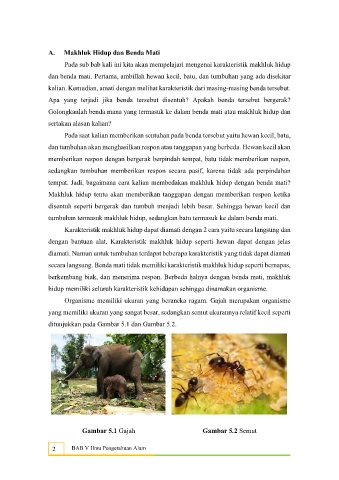 A. Makhluk Hidup dan Benda Mati
Pada sub bab kali ini kita akan mempelajari mengenai karakteristik makhluk hidup
dan benda mati. Pertama, ambillah hewan kecil, batu, dan tumbuhan yang ada disekitar
kalian. Kemudian, amati dengan melihat karakteristik dari masing-masing benda tersebut.
Apa yang terjadi jika benda tersebut disentuh? Apakah benda tersebut bergerak?
Golongkanlah benda mana yang termasuk ke dalam benda mati atau makhluk hidup dan
sertakan alasan kalian?
Pada saat kalian memberikan sentuhan pada benda tersebut yaitu hewan kecil, batu,
dan tumbuhan akan menghasilkan respon atau tanggapan yang berbeda. Hewan kecil akan
memberikan respon dengan bergerak berpindah tempat, batu tidak memberikan respon,
sedangkan tumbuhan memberikan respon secara pasif, karena tidak ada perpindahan
tempat. Jadi, bagaimana cara kalian membedakan makhluk hidup dengan benda mati?
Makhluk hidup tentu akan memberikan tanggapan dengan memberikan respon ketika
disentuh seperti bergerak dan tumbuh menjadi lebih besar. Sehingga hewan kecil dan
tumbuhan termasuk makhluk hidup, sedangkan batu termasuk ke dalam benda mati.
Karakteristik makhluk hidup dapat diamati dengan 2 cara yaitu secara langsung dan
dengan bantuan alat. Karakteristik makhluk hidup seperti hewan dapat dengan jelas
diamati. Namun untuk tumbuhan terdapat beberapa karakteristik yang tidak dapat diamati
secara langsung. Benda mati tidak memiliki karakteristik makhluk hidup seperti bernapas,
berkembang biak, dan menerima respon. Berbeda halnya dengan benda mati, makhluk
hidup memiliki seluruh karakteristik kehidupan sehingga dinamakan organisme.
Organisme memiliki ukuran yang beraneka ragam. Gajah merupakan organisme
yang memiliki ukuran yang sangat besar, sedangkan semut ukurannya relatif kecil seperti
ditunjukkan pada Gambar 5.1 dan Gambar 5.2.
Gambar 5.1 Gajah
Gambar 5.2 Semut
2
BAB V Ilmu Pengetahuan Alam